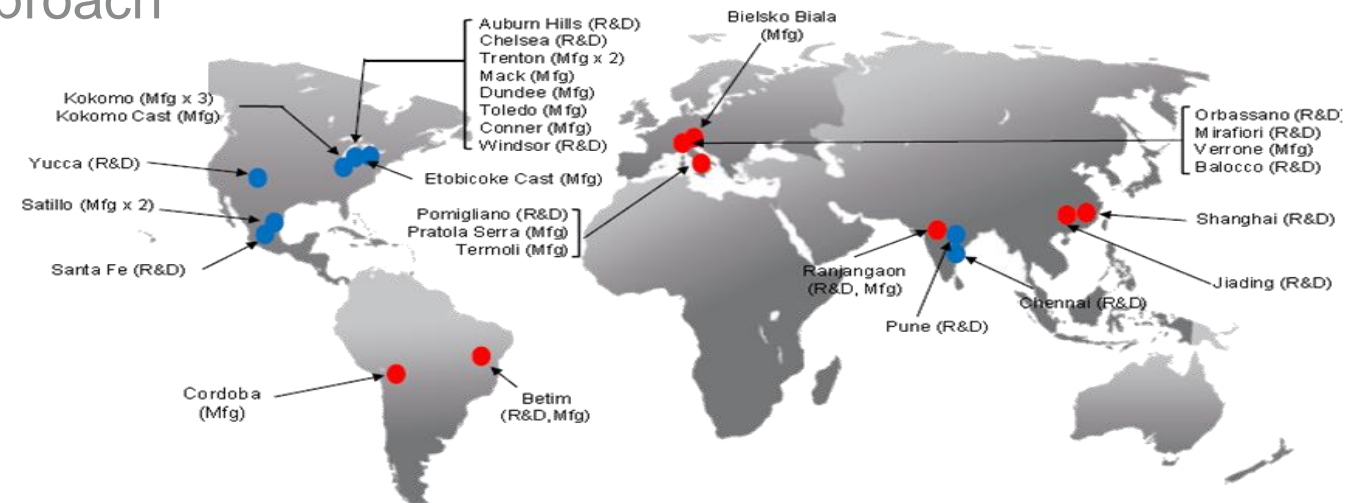 proach
Auburn Hills (R&D)
Chelsea (R&D)
Trenton (Mfg x 2)
Mack (Mfg)
Dundee (Mfg)
Toledo (Mfg)
Conner (Mfg)
Windsor (R&D)
Bielsko Biala
(Mfg)
Kokomo (Mfg x 3)
Kokomo Cast (Mfg)
Yucca (R&D)
Satillo (Mfg x 2)
Santa Fe (R&D)
Etobicoke Cast (Mfg)
Pomigliano (R&D)
Pratola Serra (Mfg)
Termoli (Mfg)
Orbassano (R&D)
Mirafiori (R&D)
Verrone (Mfg)
Balocco (R&D)
Shanghai (R&D)
Jiading (R&D)
Ranjangaon
(R&D, Mfg)
Chennai (R&D)
Pune (R&D)
Cordoba
(Mfg)
Betim
(R&D,Mfg)